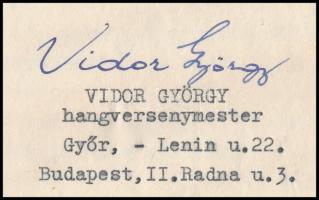 Vidor György
VIDOR GYÖRGY
hangversenymester
Győr, - Lenin u.22.
Budapest,II.Radna u.3.